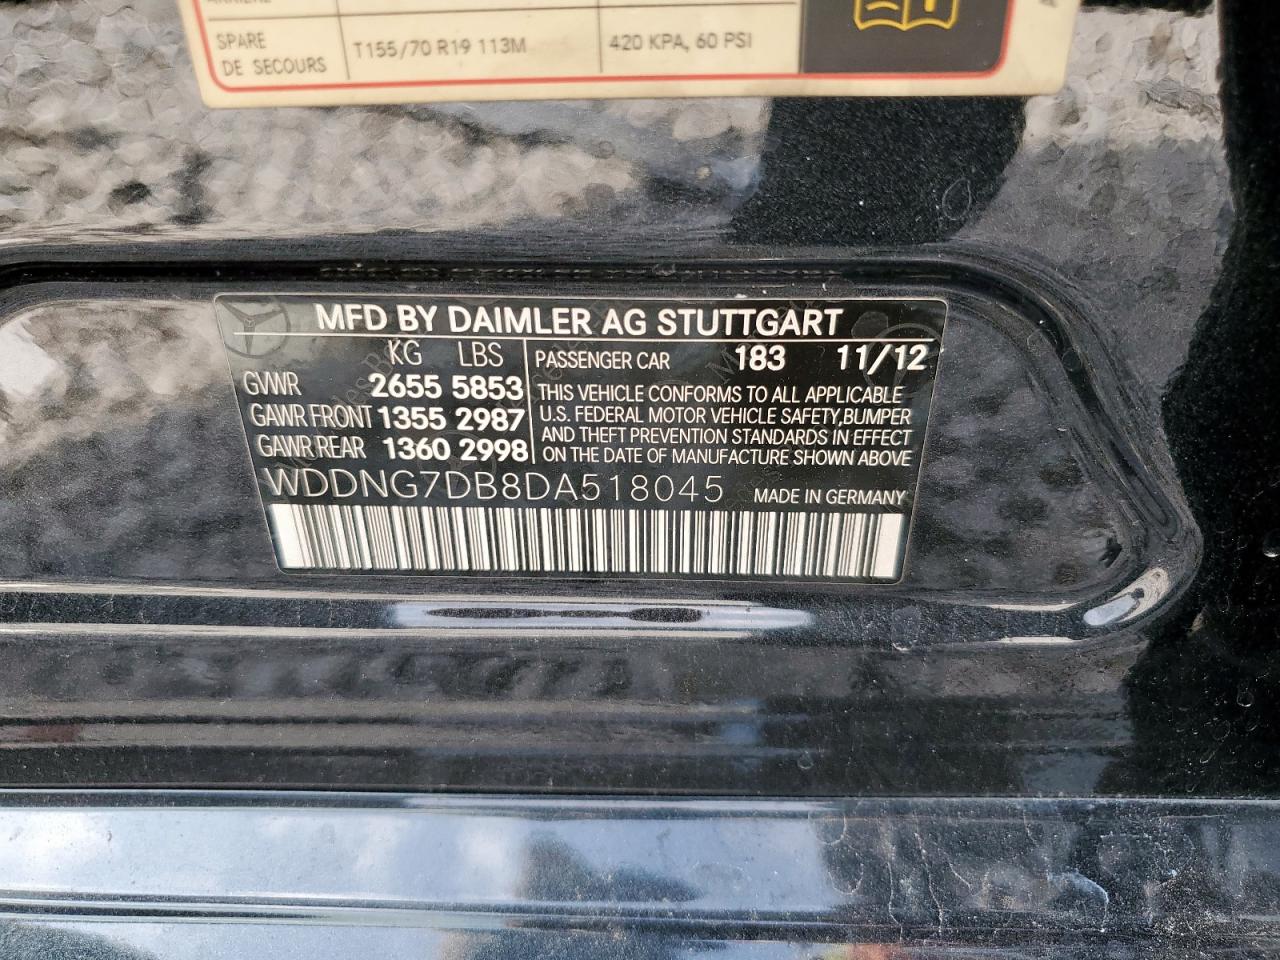 SPARE
DE SECOURS
T155/70 R19 113M
420 KPA, 60 PSI
MFD BY DAIMLER AG STUTTGART
KG LBS
GVWR 2655 5853
GAWR FRONT 1355 2987
GAWR REAR 1360 2998
PASSENGER CAR 183 11/12
THIS VEHICLE CONFORMS TO ALL APPLICABLE
U.S. FEDERAL MOTOR VEHICLE SAFETY,BUMPER
AND THEFT PREVENTION STANDARDS IN EFFECT
ON THE DATE OF MANUFACTURE SHOWN ABOVE
WDDNG7DB8DA518045 MADE IN GERMANY